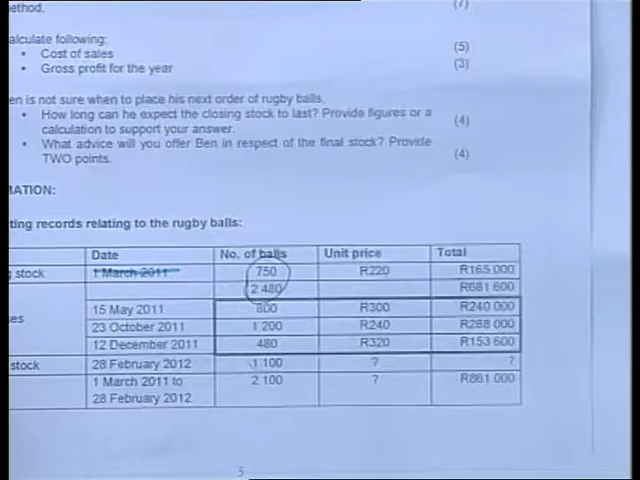 ethod.
(7)
alculate following:
• Cost of sales (5)
• Gross profit for the year (3)
en is not sure when to place his next order of rugby balls.
• How long can he expect the closing stock to last? Provide figures or a
calculation to support your answer. (4)
• What advice will you offer Ben in respect of the final stock? Provide
TWO points. (4)
MATION:
ting records relating to the rugby balls:
Date No. of balls Unit price Total
stock 1 March 2011 750 R220 R165 000
2 480 R681 600
es 15 May 2011 800 R300 R240 000
23 October 2011 1 200 R240 R288 000
12 December 2011 480 R320 R153 600
stock 28 February 2012 1 100 ? ?
1 March 2011 to 2 100 ? R861 000
28 February 2012
5